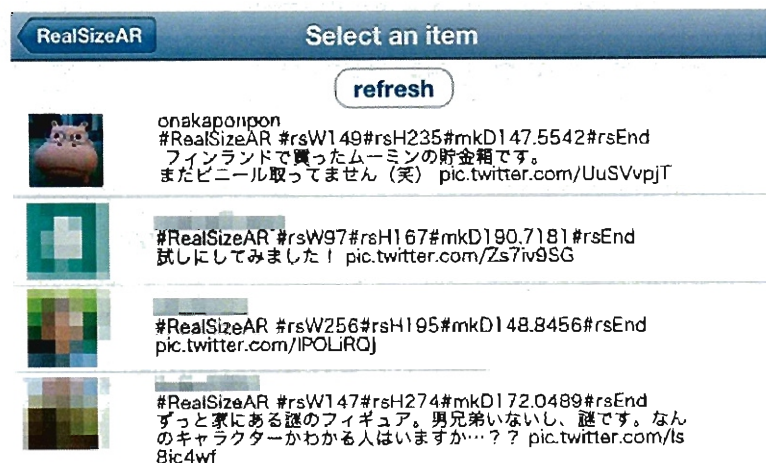 RealSizeAR
Select an item
refresh
onakaponpon
#RealSizeAR #rsW149#rsH235#mkD147.5542#rsEnd
フィンランドで買ったムーミンの貯金箱です。
まだビニール取ってません（笑） pic.twitter.com/UuSVvpjT
#RealSizeAR #rsW97#rsH167#mkD190.7181#rsEnd
試しにしてみました！ pic.twitter.com/Zs7iv9SG
#RealSizeAR #rsW256#rsH195#mkD148.8456#rsEnd
pic.twitter.com/IPOLiRQj
#RealSizeAR #rsW147#rsH274#mkD172.0489#rsEnd
ずっと家にある謎のフィギュア。男兄弟いないし、謎です。なん
のキャラクターかわかる人はいますか…？？ pic.twitter.com/Is
8jc4wf